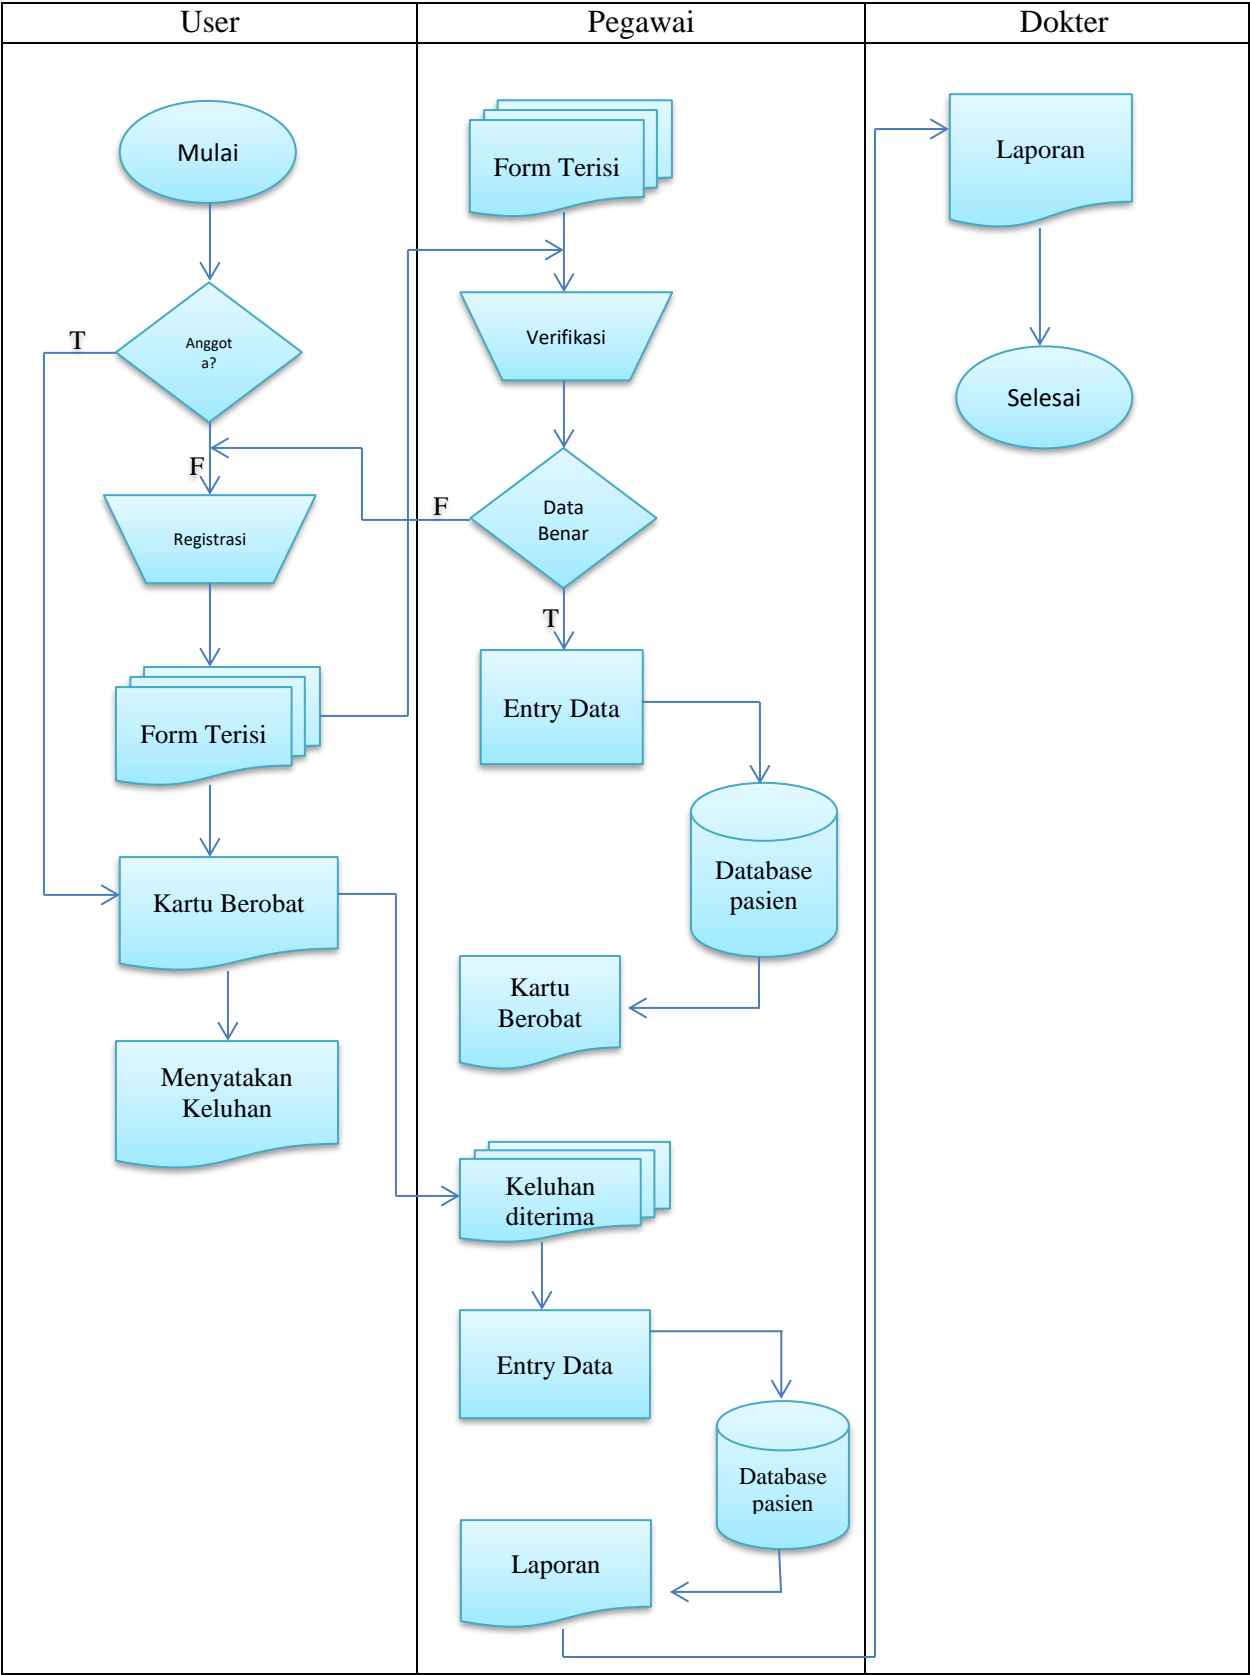 User
Pegawai
Dokter
Mulai
Anggot
a?
T
F
Registrasi
Form Terisi
Kartu Berobat
Menyatakan
Keluhan
Form Terisi
Verifikasi
Data
Benar
F
T
Entry Data
Database
pasien
Kartu
Berobat
Keluhan
diterima
Entry Data
Database
pasien
Laporan
Laporan
Selesai